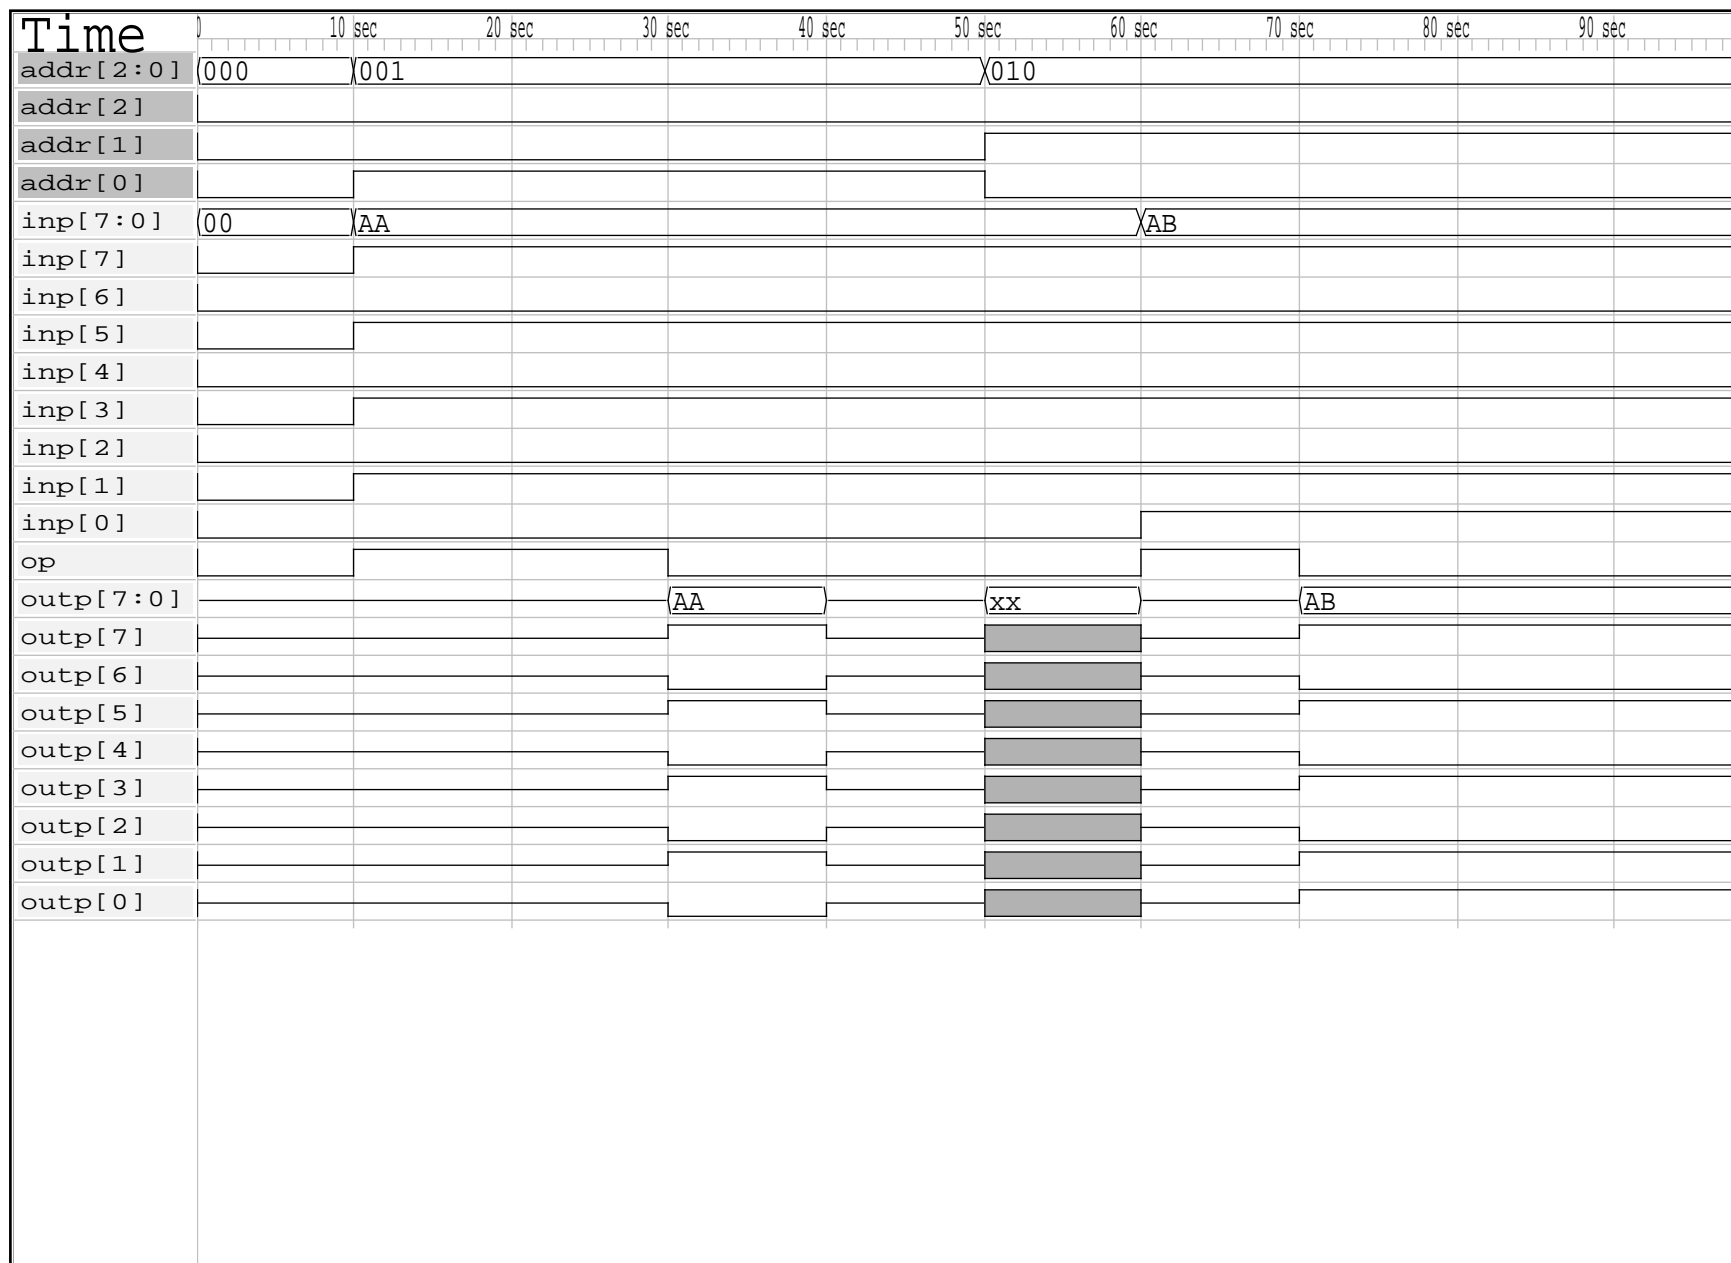 Time 0 10 sec 20 sec 30 sec 40 sec 50 sec 60 sec 70 sec 80 sec 90 sec
addr[2:0] 000 001 010
addr[2]
addr[1]
addr[0]
inp[7:0] 00 AA AB
inp[7]
inp[6]
inp[5]
inp[4]
inp[3]
inp[2]
inp[1]
inp[0]
op
outp[7:0] AA xx AB
outp[7]
outp[6]
outp[5]
outp[4]
outp[3]
outp[2]
outp[1]
outp[0]